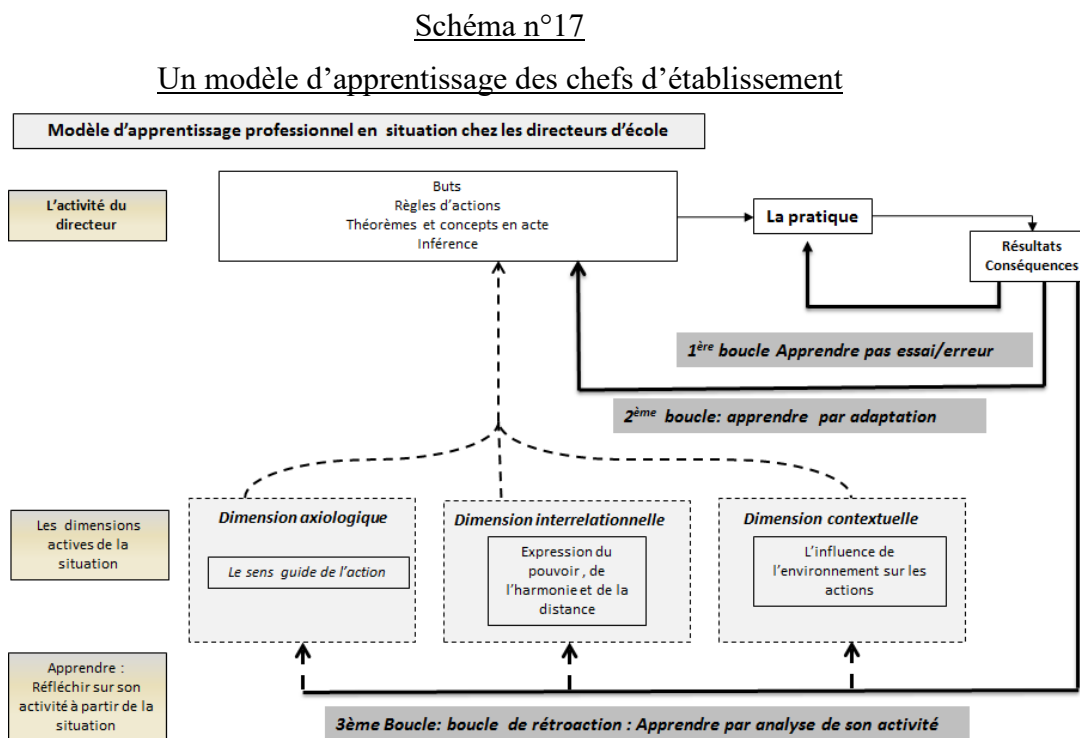 Schéma n°17
Un modèle d'apprentissage des chefs d'établissement
Modèle d'apprentissage professionnel en situation chez les directeurs d'école
L'activité du
directeur
Buts
Règles d'actions
Théorèmes et concepts en acte
Inférence
La pratique
Résultats
Conséquences
1ère boucle Apprendre pas essai/erreur
2ème boucle: apprendre par adaptation
Les dimensions
actives de la
situation
Dimension axiologique
Le sens guide de l'action
Dimension interrelationnelle
Expression du
pouvoir , de
l'harmonie et de la
distance
Dimension contextuelle
L'influence de
l'environnement sur les
actions
Apprendre :
Réfléchir sur son
activité à partir de la
situation
3ème Boucle: boucle de rétroaction : Apprendre par analyse de son activité